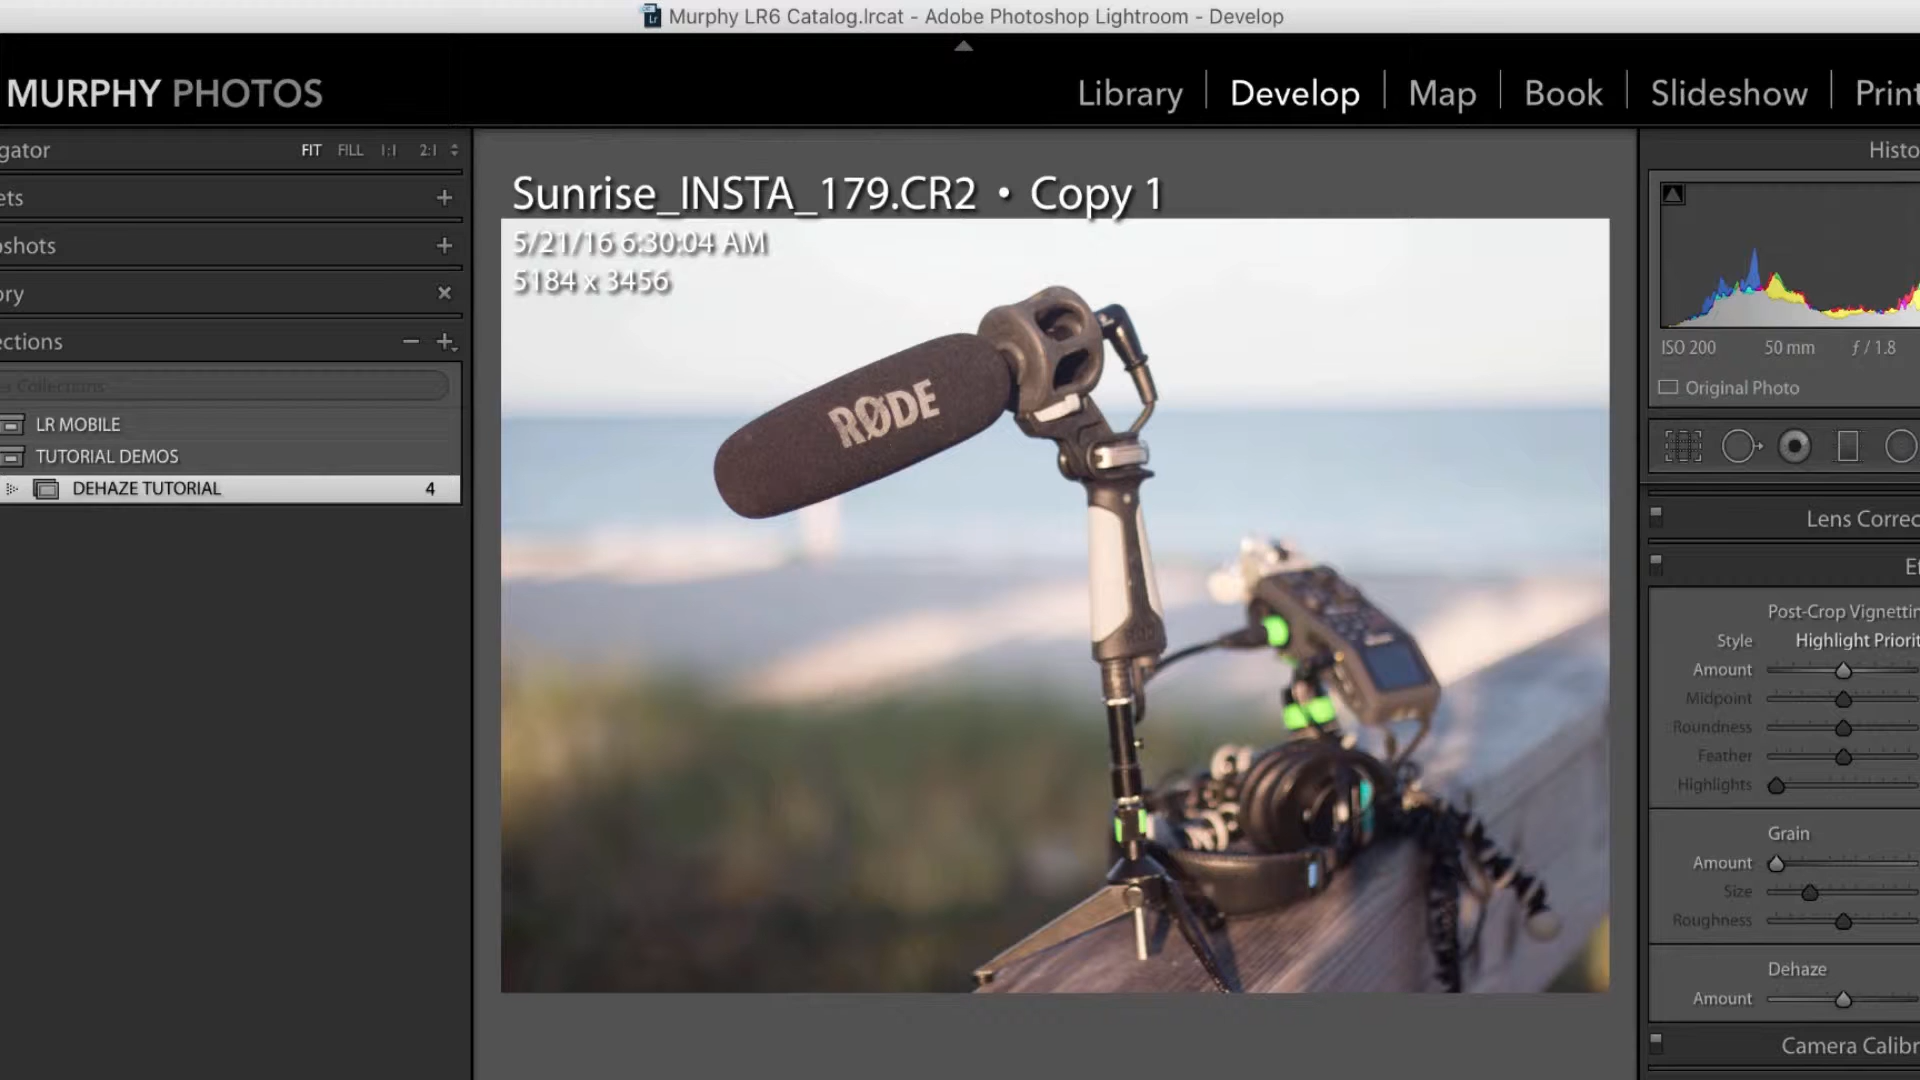 Murphy LR6 Catalog.lrcat - Adobe Photoshop Lightroom - Develop
MURPHY PHOTOS
Library | Develop | Map | Book | Slideshow | Print
gator FIT FILL 1:1 2:1
ets
shots
ory
ections
Collections
LR MOBILE
TUTORIAL DEMOS
DEHAZE TUTORIAL 4
Sunrise_INSTA_179.CR2 • Copy 1
5/21/16 6:30:04 AM
5184 x 3456
RØDE
Histo
ISO 200 50 mm ƒ / 1.8
Original Photo
Lens Correc
Ef
Post-Crop Vignettin
Style Highlight Priorit
Amount
Midpoint
Roundness
Feather
Highlights
Grain
Amount
Size
Roughness
Dehaze
Amount
Camera Calibr